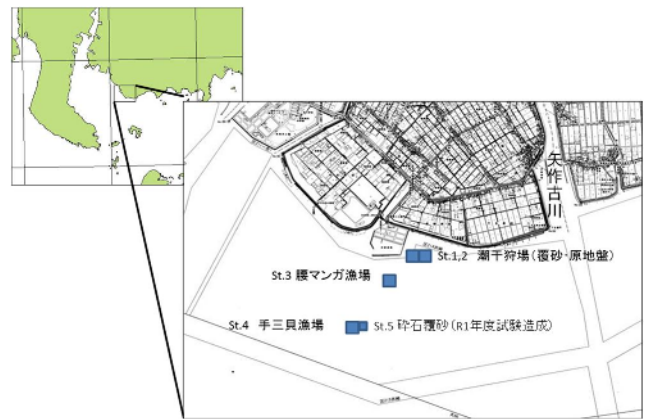 矢作古川
St.1,2 潮干狩場(覆砂・原地盤)
St.3 腰マンガ漁場
St.4 手三貝漁場
St.5 砕石覆砂(R1年度試験造成)